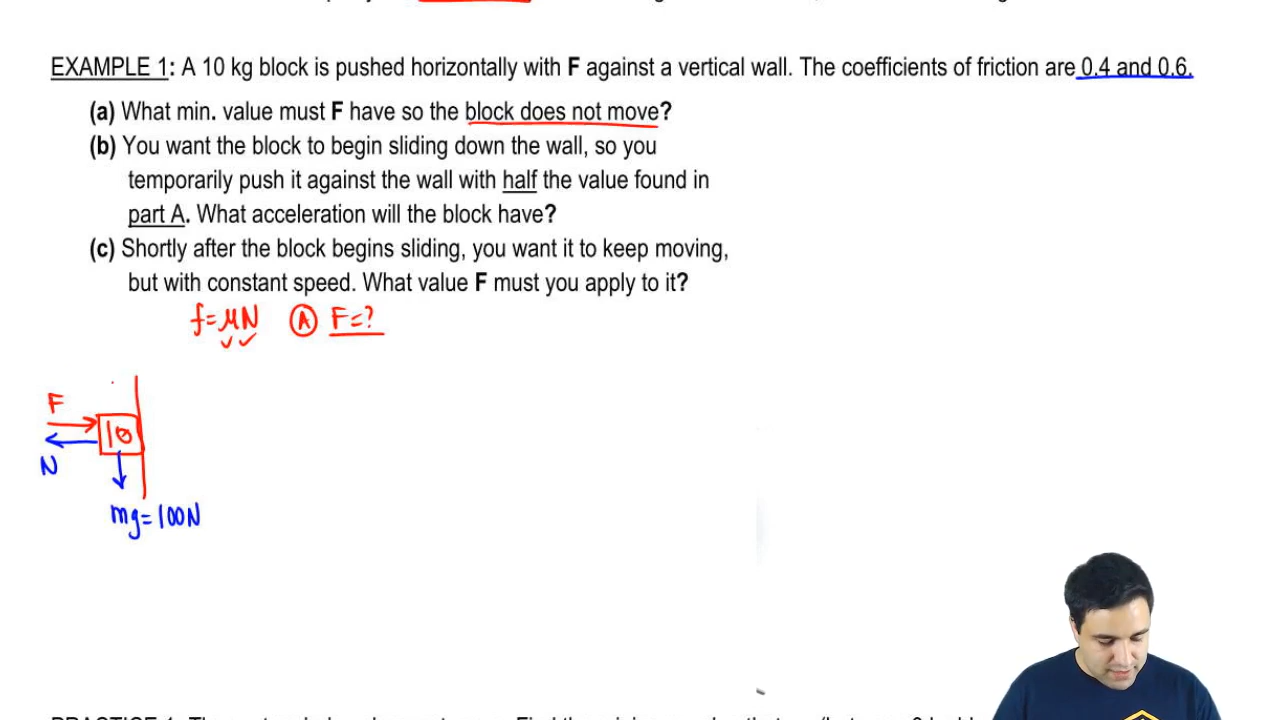 EXAMPLE 1: A 10 kg block is pushed horizontally with F against a vertical wall. The coefficients of friction are 0.4 and 0.6.
(a) What min. value must F have so the block does not move?
(b) You want the block to begin sliding down the wall, so you
temporarily push it against the wall with half the value found in
part A. What acceleration will the block have?
(c) Shortly after the block begins sliding, you want it to keep moving,
but with constant speed. What value F must you apply to it?
f=μN Ⓐ F=?
F
10
N
mg=100N